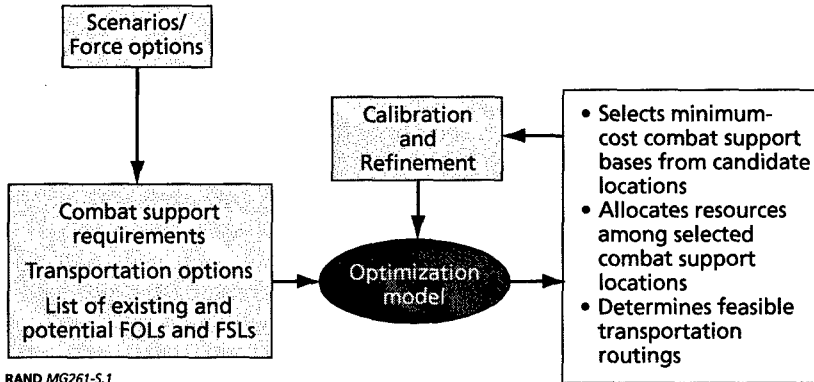 Scenarios/
Force options
Combat support
requirements
Transportation options
List of existing and
potential FOLs and FSLs
Calibration
and
Refinement
Optimization
model
• Selects minimum-
cost combat support
bases from candidate
locations
• Allocates resources
among selected
combat support
locations
• Determines feasible
transportation
routings
RAND MG261-S.1